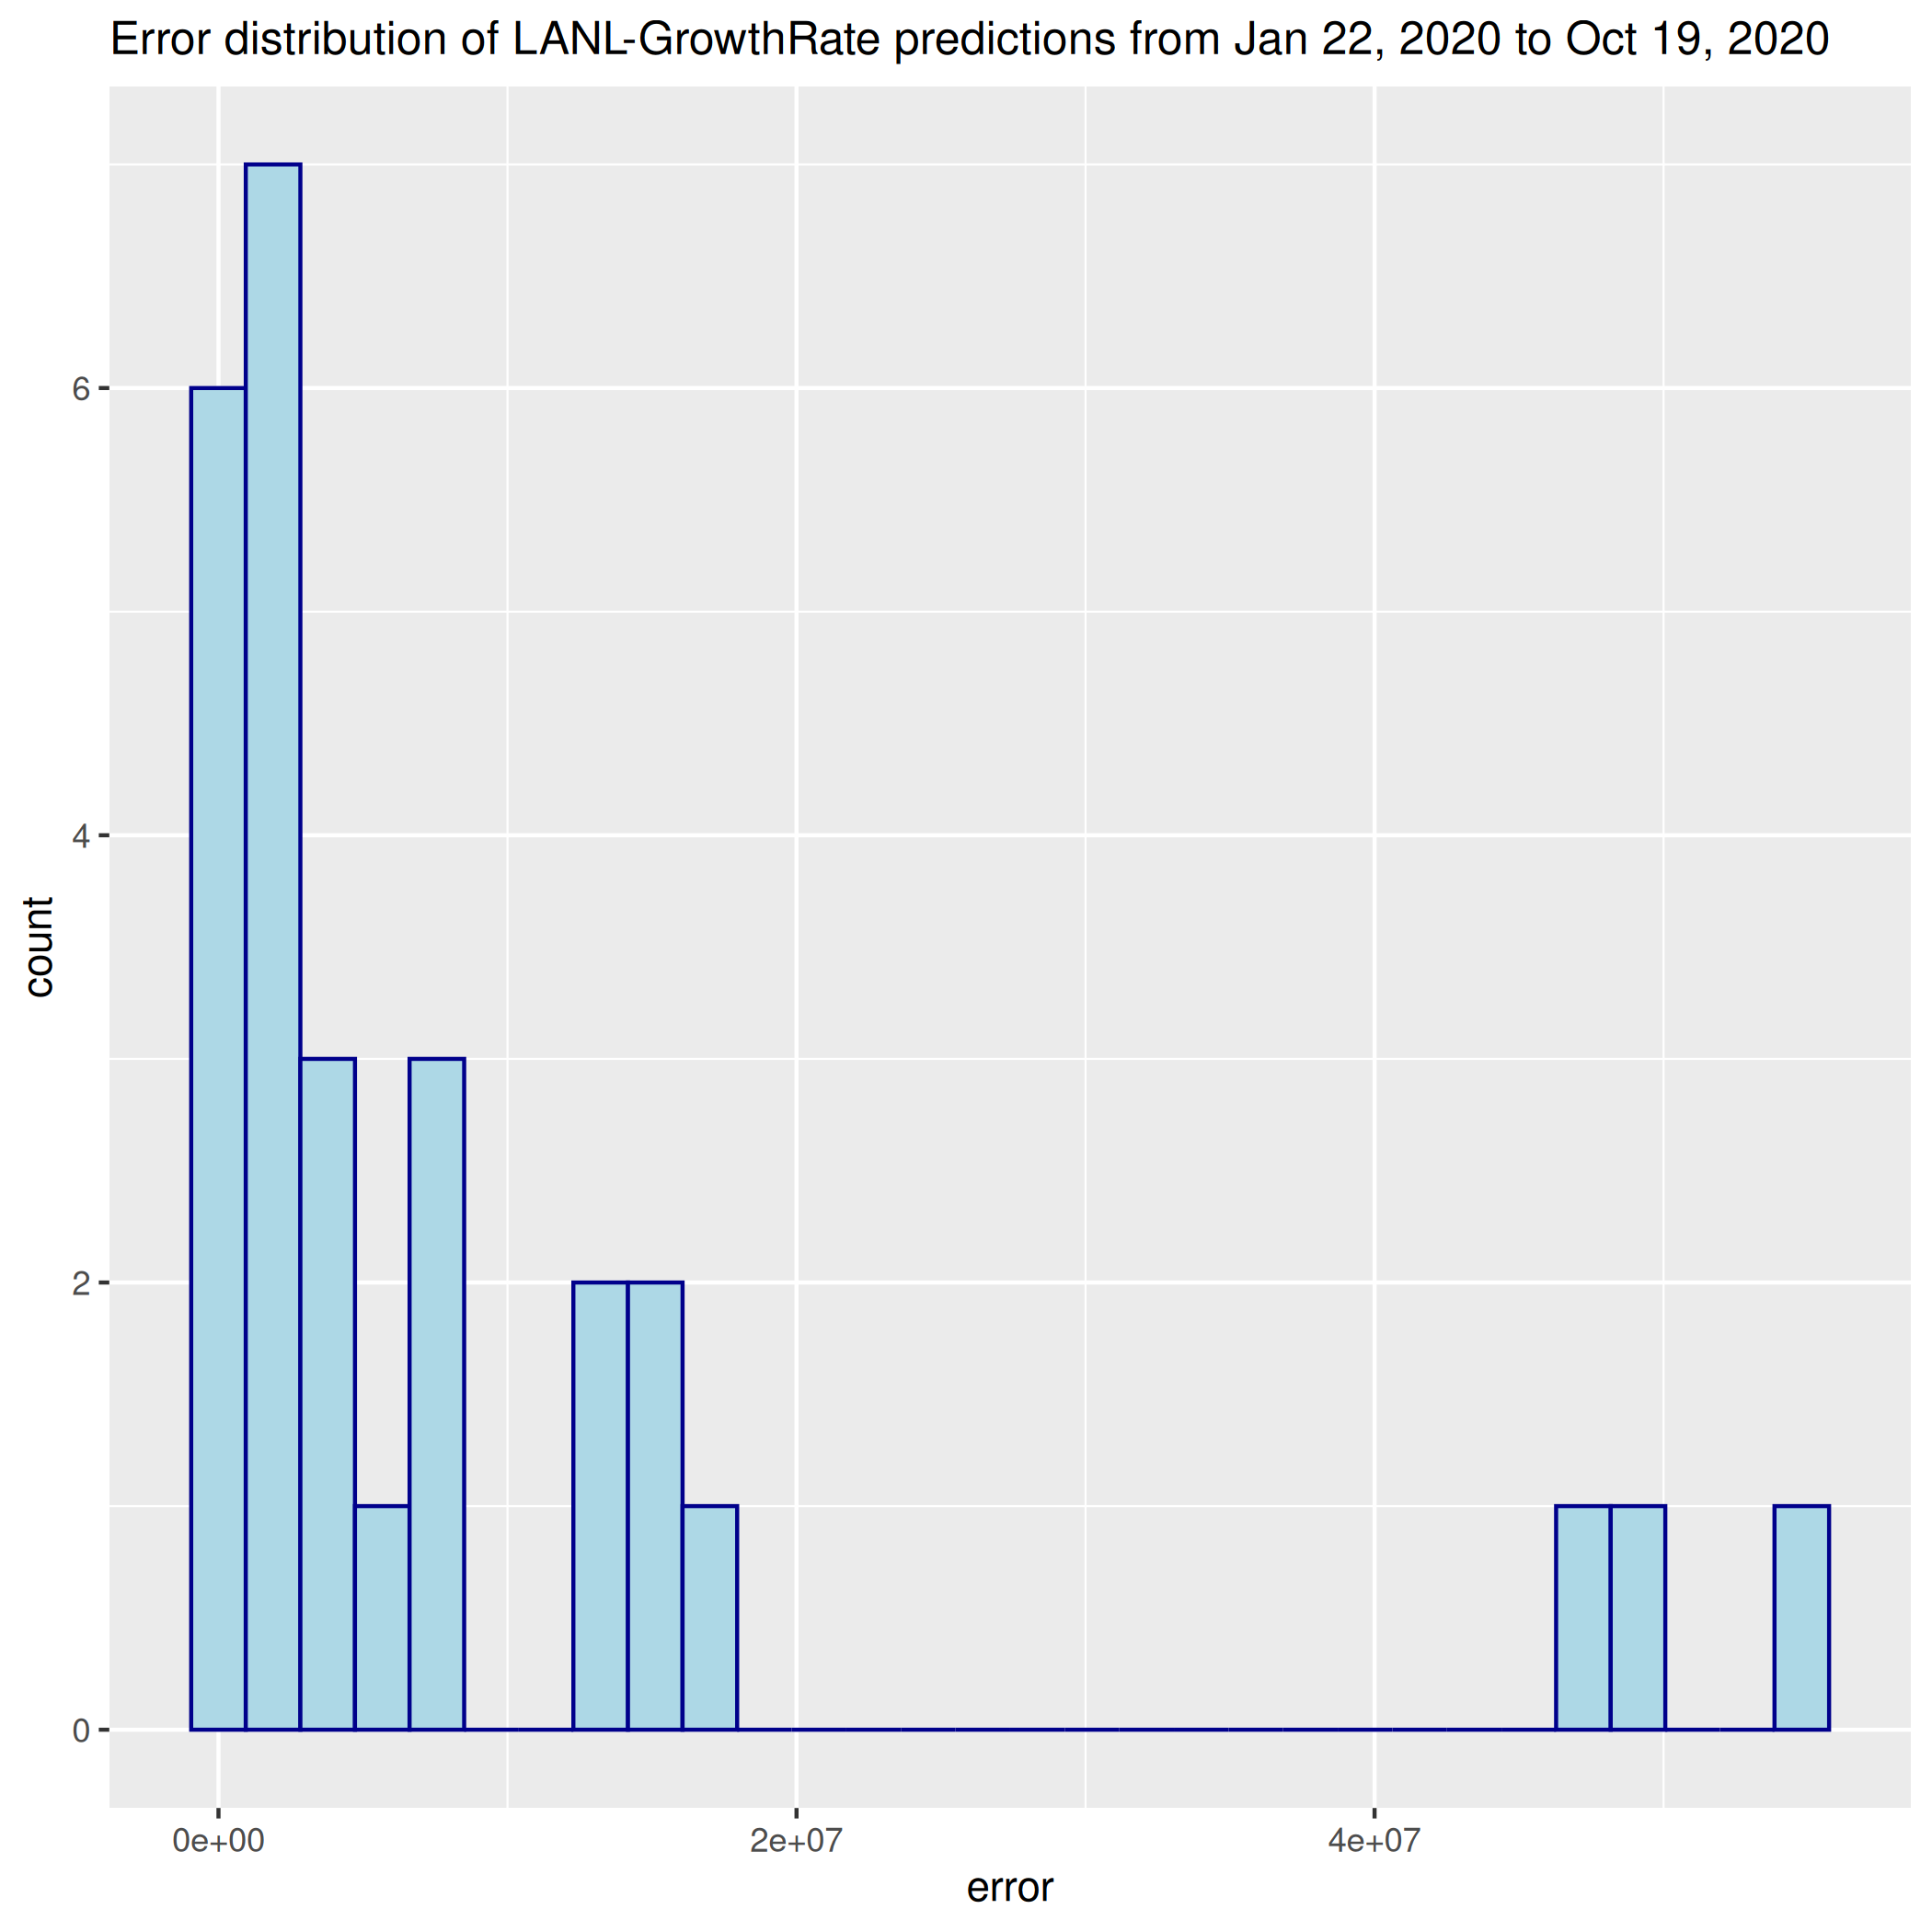 Error distribution of LANL-GrowthRate predictions from Jan 22, 2020 to Oct 19, 2020
6
4
2
0
count
0e+00 2e+07 4e+07
error